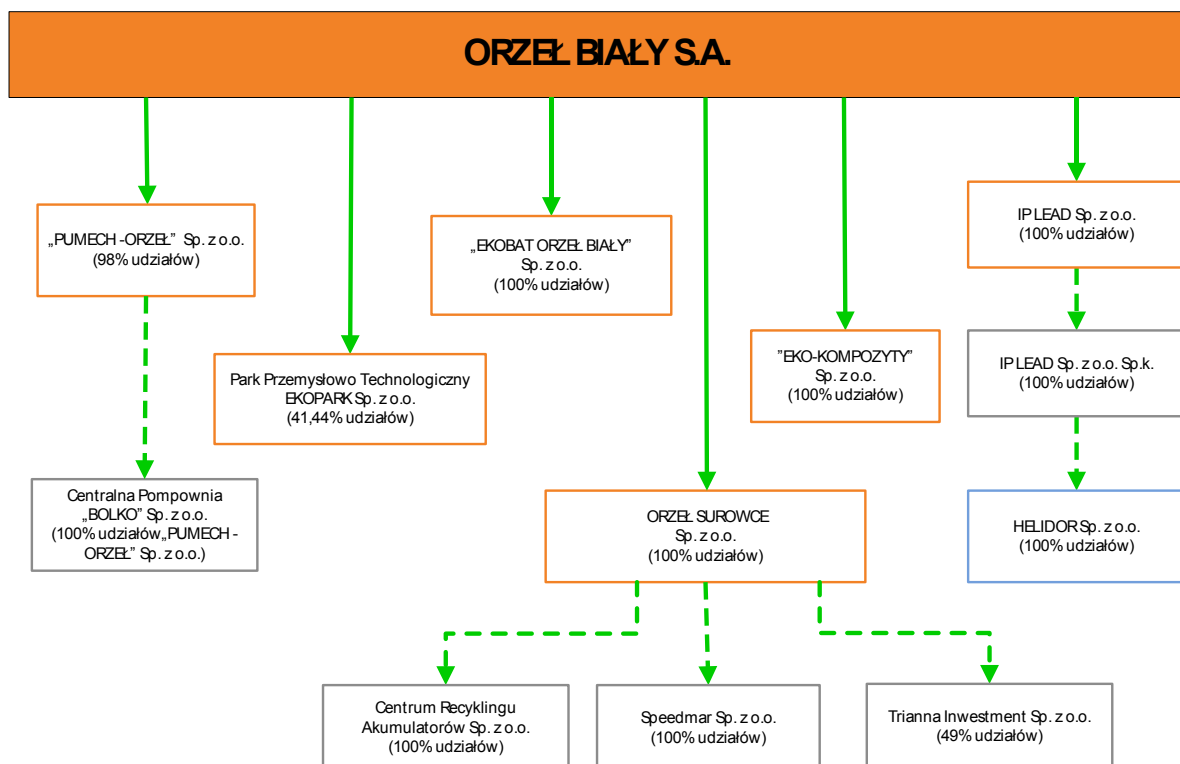 ORZEŁ BIAŁY S.A.
„PUMECH -ORZEŁ” Sp. z o.o.
(98% udziałów)
Park Przemysłowo Technologiczny
EKOPARK Sp. z o.o.
(41,44% udziałów)
„EKOBAT ORZEŁ BIAŁY”
Sp. z o.o.
(100% udziałów)
”EKO-KOMPOZYTY”
Sp. z o.o.
(100% udziałów)
IP LEAD Sp. z o.o.
(100% udziałów)
IP LEAD Sp. z o.o. Sp.k.
(100% udziałów)
HELIDOR Sp. z o.o.
(100% udziałów)
Centralna Pompownia
„BOLKO” Sp. z o.o.
(100% udziałów„PUMECH -
ORZEŁ” Sp. z o.o.)
ORZEŁ SUROWCE
Sp. z o.o.
(100% udziałów)
Centrum Recyklingu
Akumulatorów Sp. z o.o.
(100% udziałów)
Speedmar Sp. z o.o.
(100% udziałów)
Trianna Inwestment Sp. z o.o.
(49% udziałów)